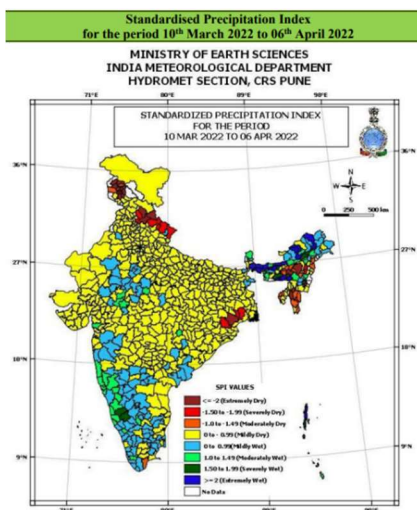 Standardised Precipitation Index
for the period 10th March 2022 to 06th April 2022
MINISTRY OF EARTH SCIENCES
INDIA METEOROLOGICAL DEPARTMENT
HYDROMET SECTION, CRS PUNE
71°E
80°E
89°E
98°E
STANDARDIZED PRECIPITATION INDEX
FOR THE PERIOD
10 MAR 2022 TO 06 APR 2022
36°N
36°N
N
W E
S
0 250 500 km
27°N
27°N
18°N
18°N
SPI VALUES
<= -2 (Extremely Dry)
-1.50 to -1.99 (Severely Dry)
-1.0 to -1.49 (Moderately Dry)
0 to -0.99 (Mildly Dry)
0 to 0.99 (Mildly Wet)
1.0 to 1.49 (Moderately Wet)
1.50 to 1.99 (Severely Wet)
>= 2 (Extremely Wet)
No Data
9°N
9°N
80°E